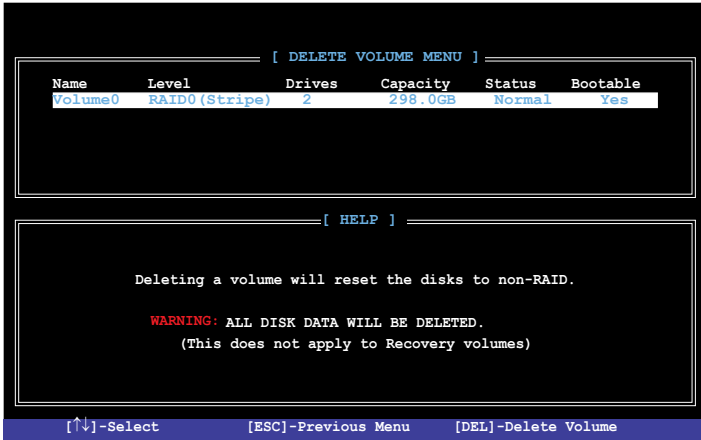 [ DELETE VOLUME MENU ]
Name Level Drives Capacity Status Bootable
Volume0 RAID0(Stripe) 2 298.0GB Normal Yes
[ HELP ]
Deleting a volume will reset the disks to non-RAID.
WARNING: ALL DISK DATA WILL BE DELETED.
(This does not apply to Recovery volumes)
[↑↓]-Select [ESC]-Previous Menu [DEL]-Delete Volume